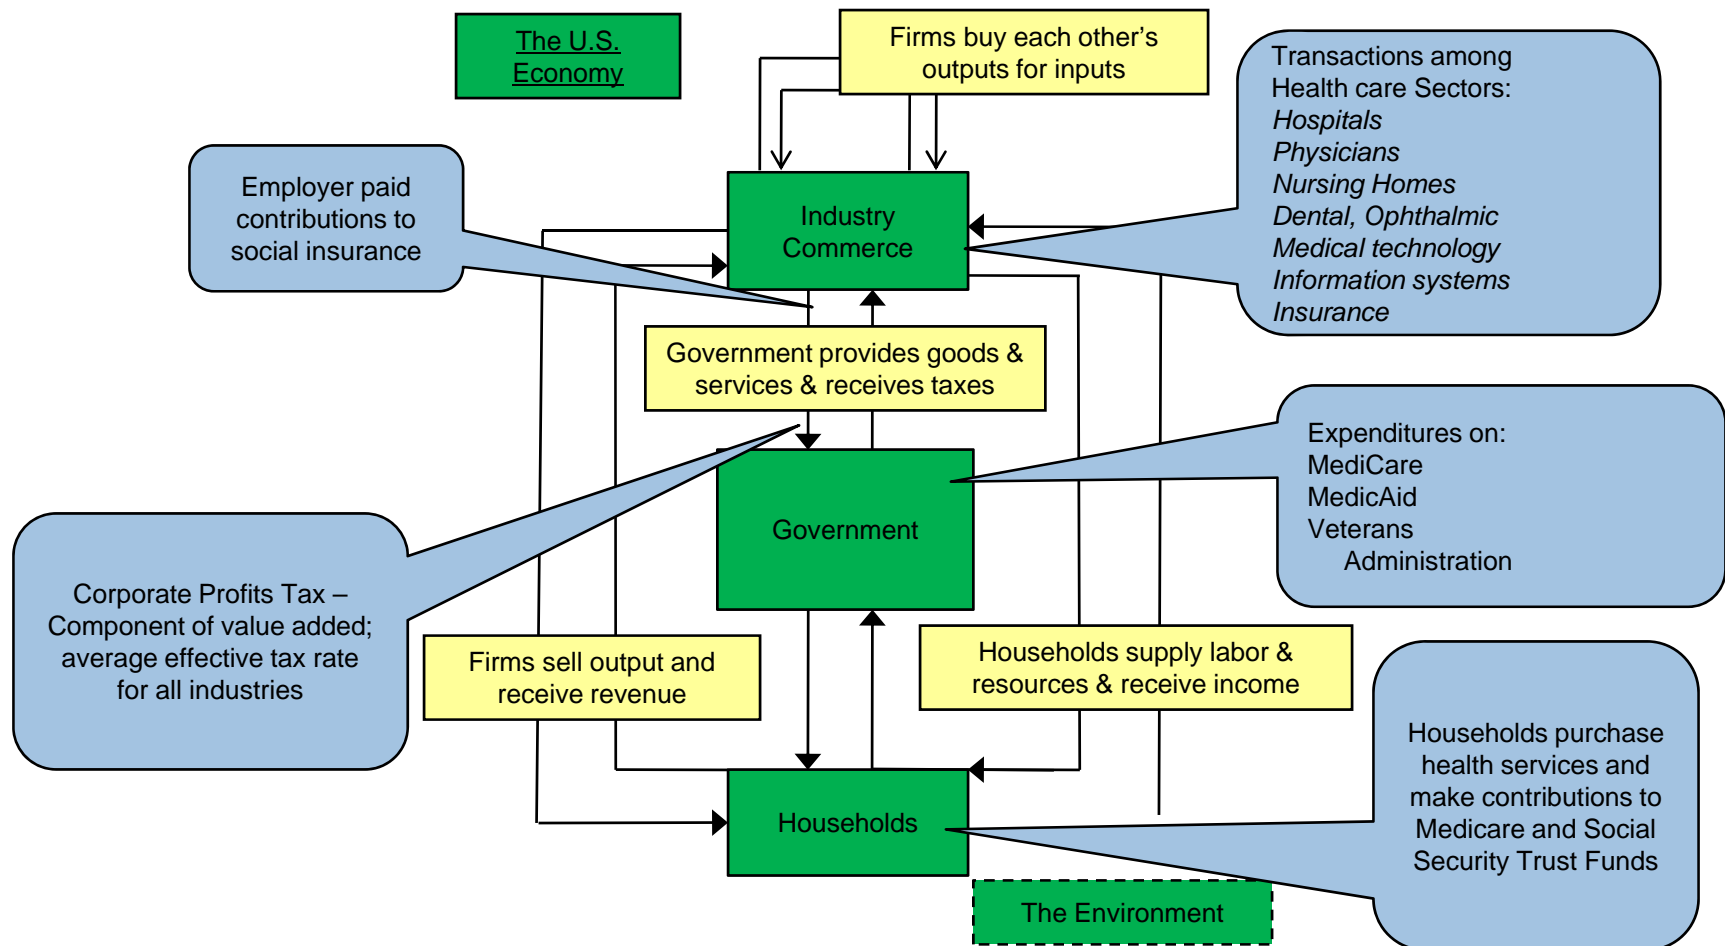 The U.S.
Economy
Firms buy each other's
outputs for inputs
Transactions among
Health care Sectors:
Hospitals
Physicians
Nursing Homes
Dental, Ophthalmic
Medical technology
Information systems
Insurance
Employer paid
contributions to
social insurance
Industry
Commerce
Government provides goods &
services & receives taxes
Expenditures on:
MediCare
MedicAid
Veterans
Administration
Government
Corporate Profits Tax –
Component of value added;
average effective tax rate
for all industries
Firms sell output and
receive revenue
Households supply labor &
resources & receive income
Households purchase
health services and
make contributions to
Medicare and Social
Security Trust Funds
Households
The Environment